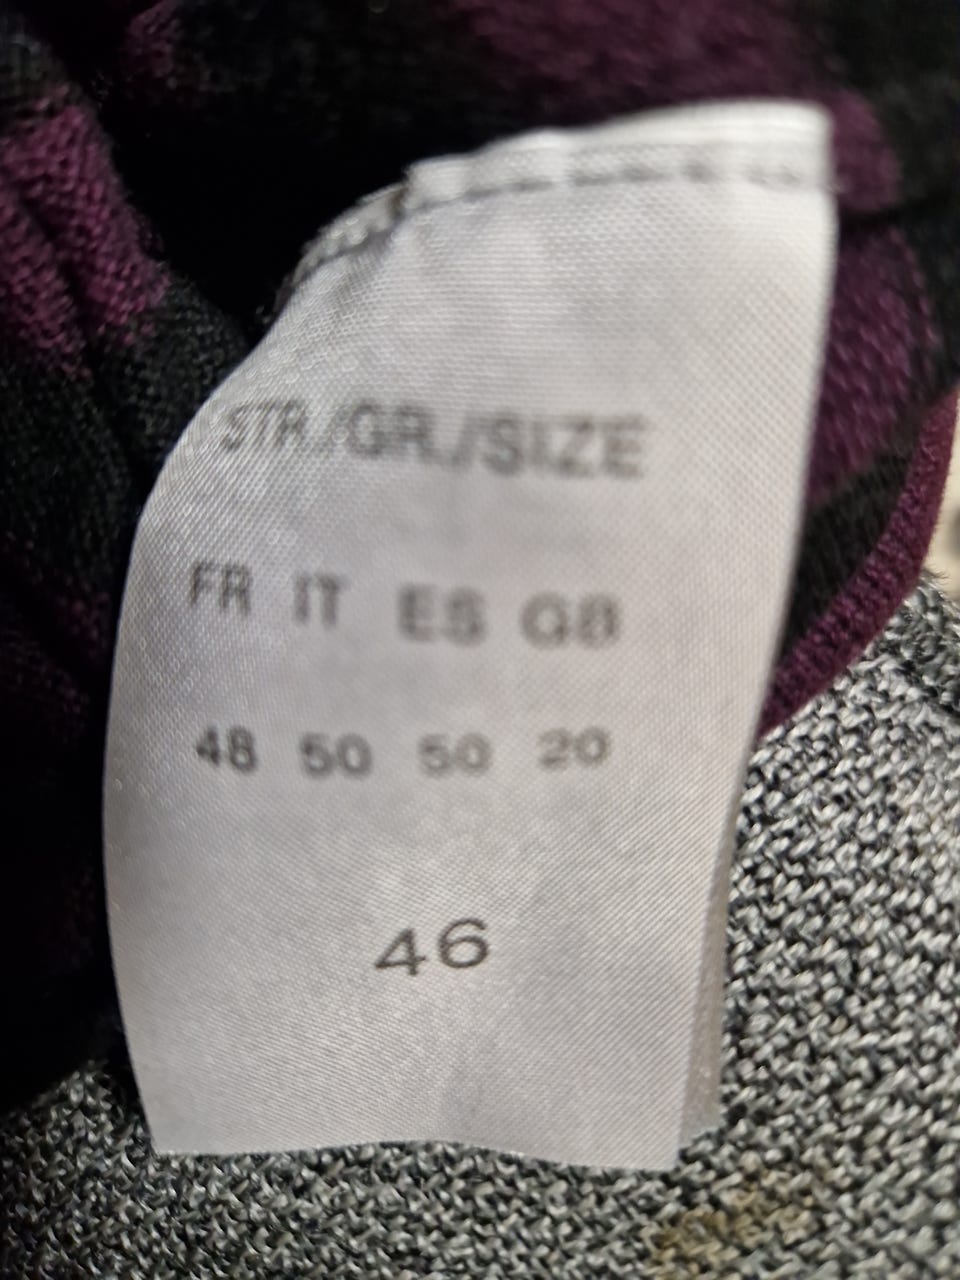 STR./GR./SIZE
FR IT ES GB
48 50 50 20
46